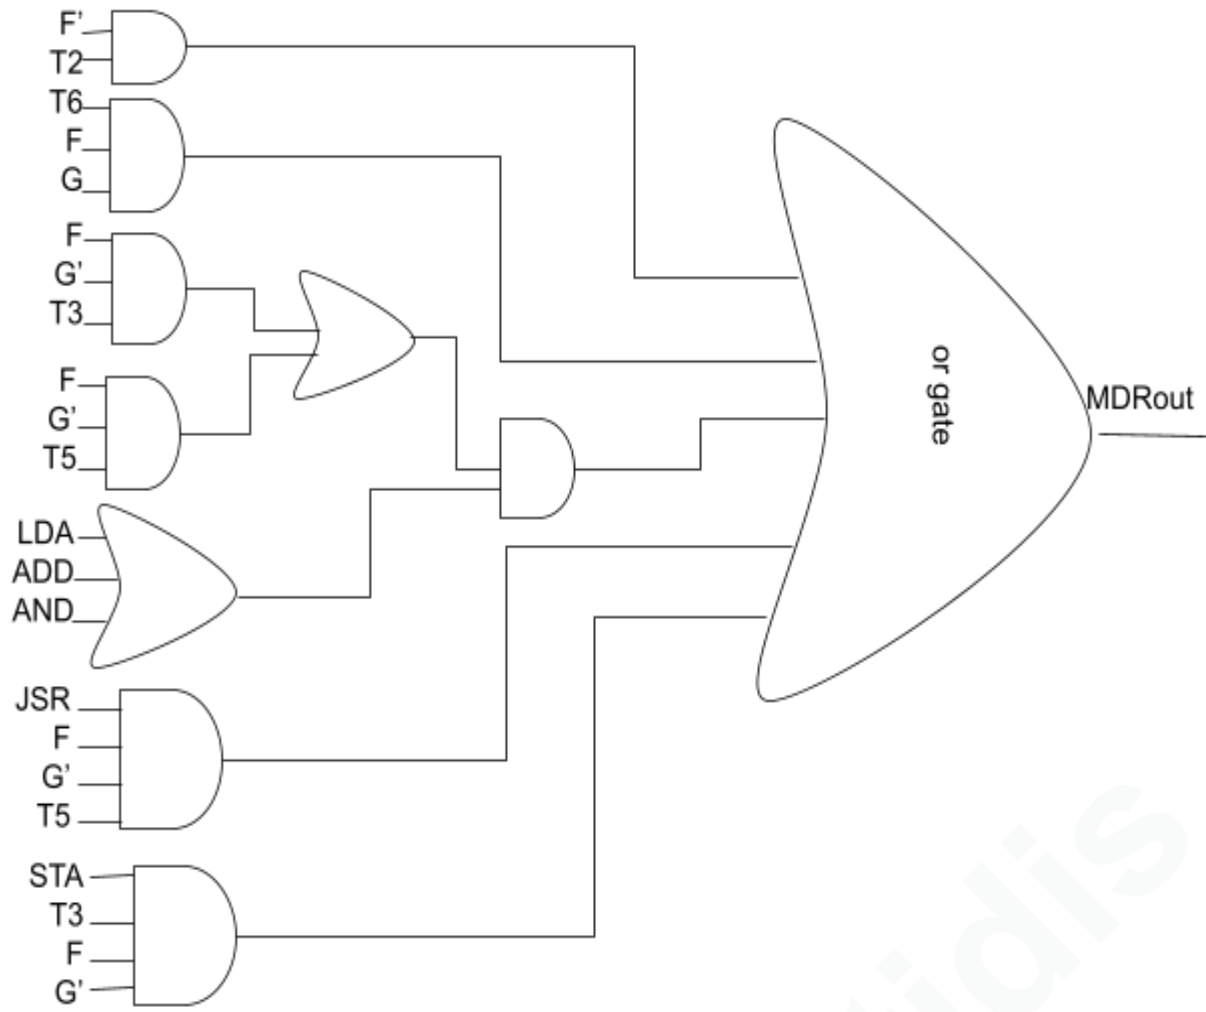 F’
T2
T6
F
G
F
G’
T3
F
G’
T5
LDA
ADD
AND
JSR
F
G’
T5
STA
T3
F
G’
or gate
MDRout